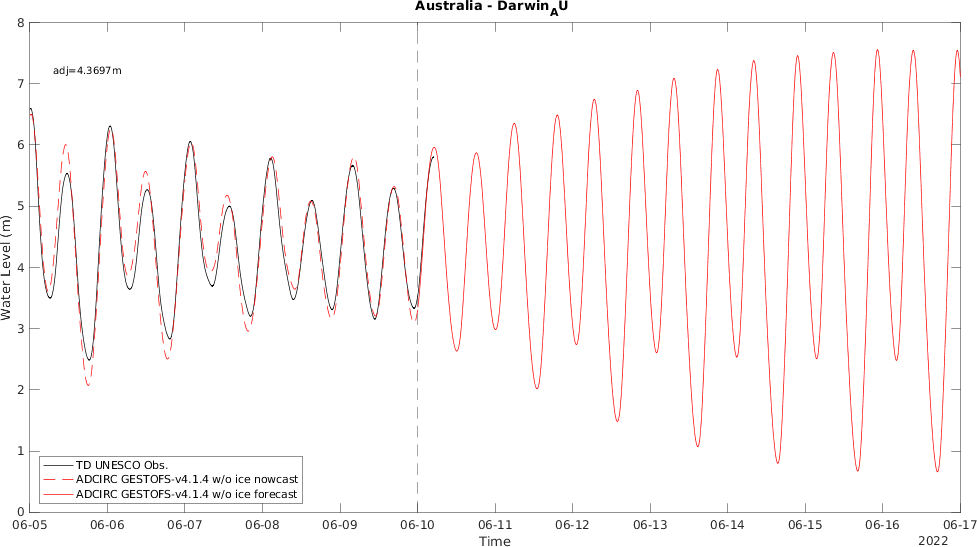 Australia - Darwin_AU
adj=4.3697m
8
7
6
5
4
3
2
1
0
Water Level (m)
TD UNESCO Obs.
ADCIRC GESTOFS-v4.1.4 w/o ice nowcast
ADCIRC GESTOFS-v4.1.4 w/o ice forecast
06-05 06-06 06-07 06-08 06-09 06-10 06-11 06-12 06-13 06-14 06-15 06-16 06-17
Time
2022